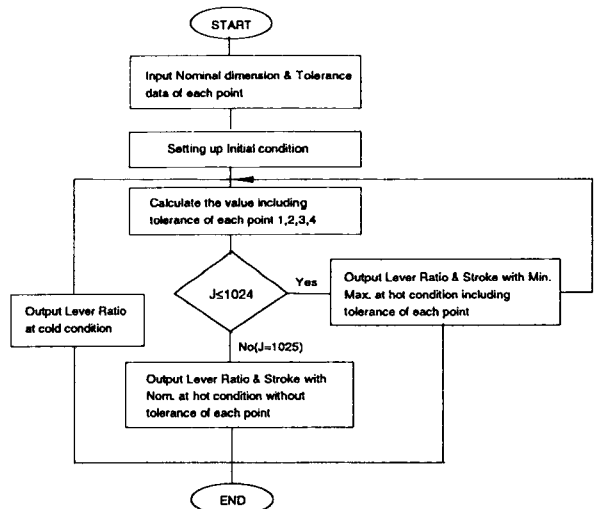 START
Input Nominal dimension & Tolerance
data of each point
Setting up Initial condition
Calculate the value including
tolerance of each point 1,2,3,4
J≤1024
Yes
Output Lever Ratio & Stroke with Min.
Max. at hot condition including
tolerance of each point
Output Lever Ratio
at cold condition
No(J=1025)
Output Lever Ratio & Stroke with
Nom. at hot condition without
tolerance of each point
END